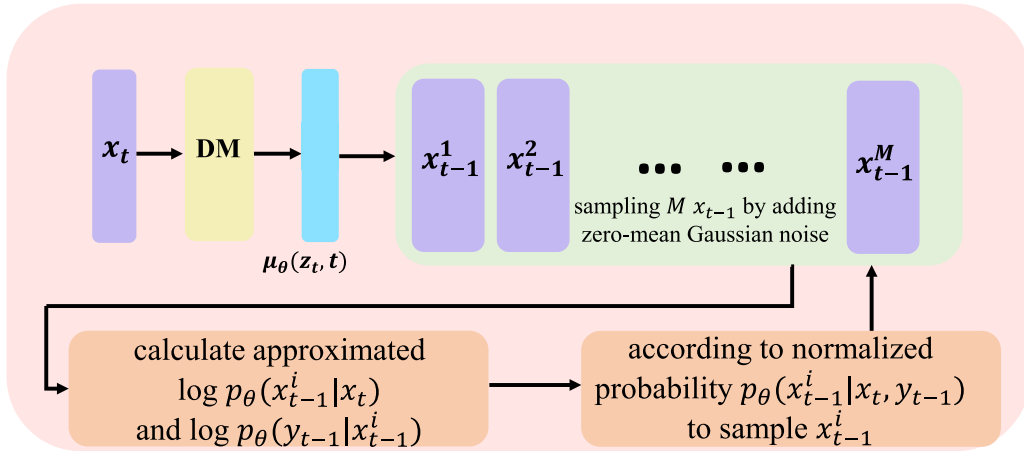 x_t
DM
μ_θ(z_t, t)
x_{t-1}^1
x_{t-1}^2
... ...
x_{t-1}^M
sampling M x_{t-1} by adding
zero-mean Gaussian noise
calculate approximated
log p_θ(x_{t-1}^i|x_t)
and log p_θ(y_{t-1}|x_{t-1}^i)
according to normalized
probability p_θ(x_{t-1}^i|x_t, y_{t-1})
to sample x_{t-1}^i